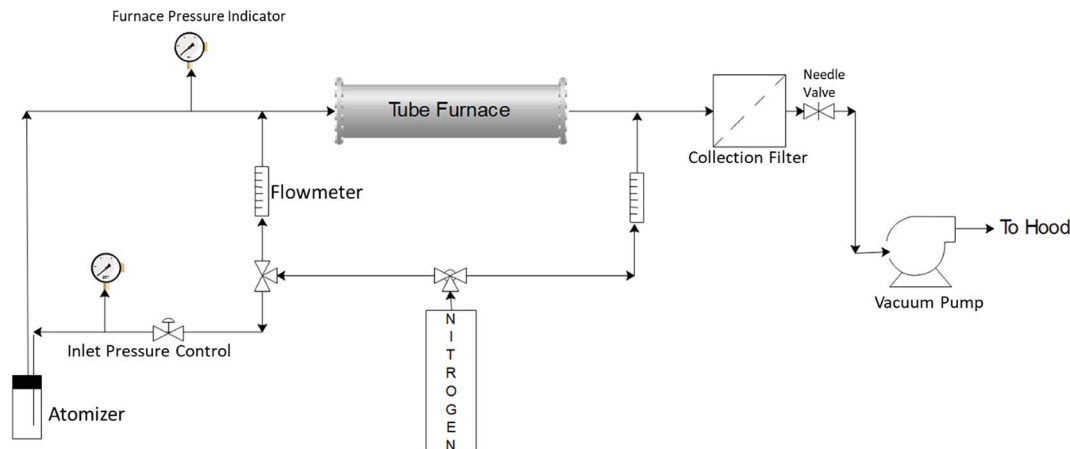 Furnace Pressure Indicator
Tube Furnace
Needle
Valve
Collection Filter
Flowmeter
To Hood
Vacuum Pump
Inlet Pressure Control
Atomizer
N
I
T
R
O
G
E
N